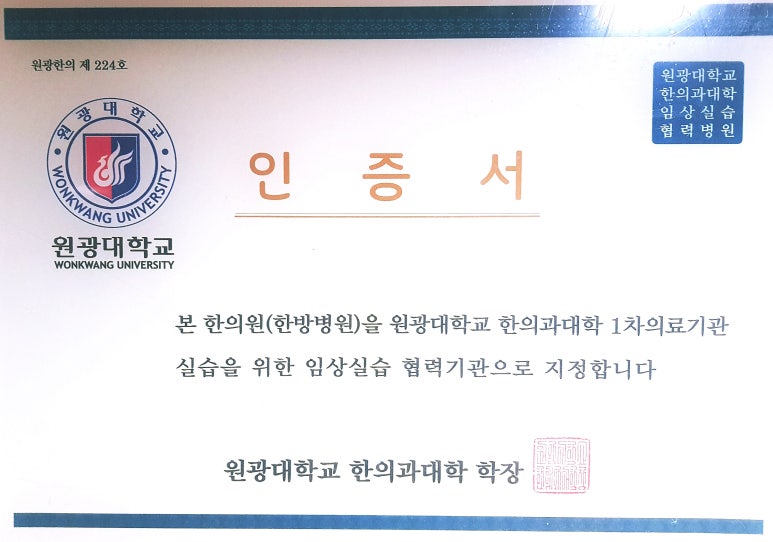 원광한의 제 224호
원광대학교
한의과대학
임상실습
협력병원
원광대학교
WONKWANG UNIVERSITY
원광대학교
WONKWANG UNIVERSITY
인 증 서
본 한의원(한방병원)을 원광대학교 한의과대학 1차의료기관
실습을 위한 임상실습 협력기관으로 지정합니다
원광대학교 한의과대학 학장